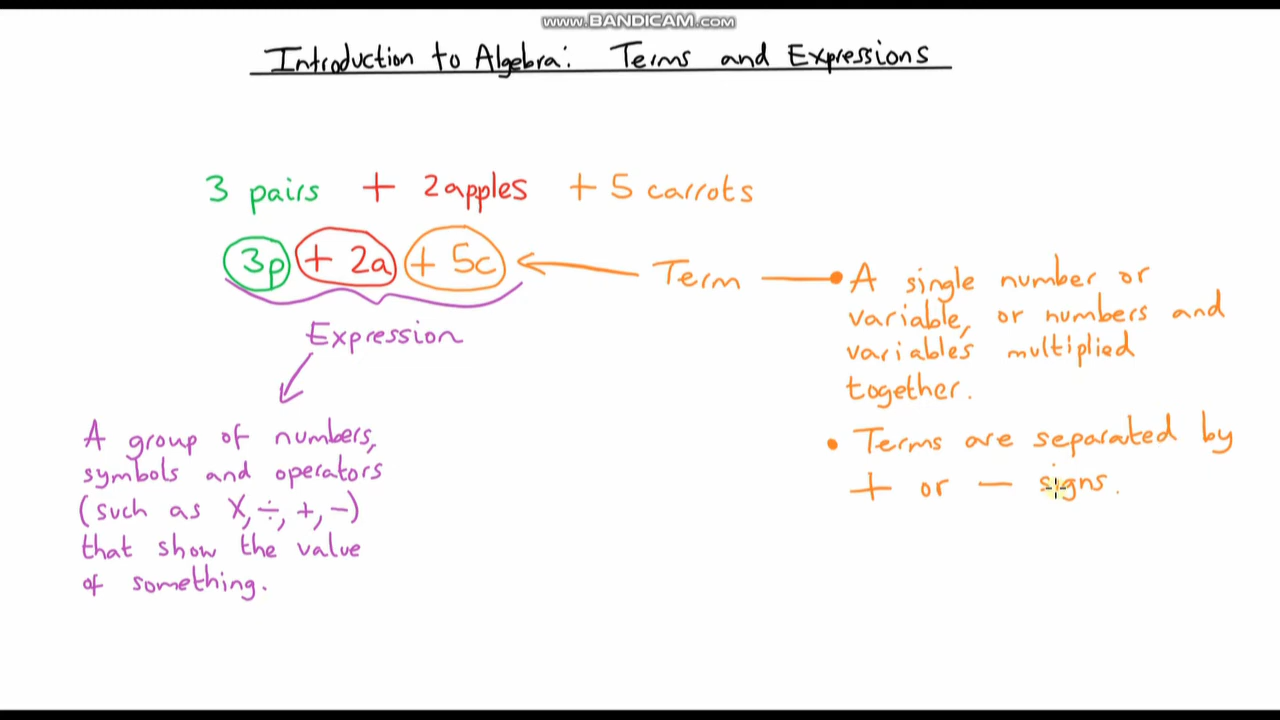 www.BANDICAM.com
Introduction to Algebra: Terms and Expressions
3 pairs + 2apples + 5 carrots
3p + 2a + 5c
Term
A single number or
variable, or numbers and
variables multiplied
together.
Terms are separated by
+ or - signs.
Expression
A group of numbers,
symbols and operators
(such as X, ÷, +, -)
that show the value
of something.